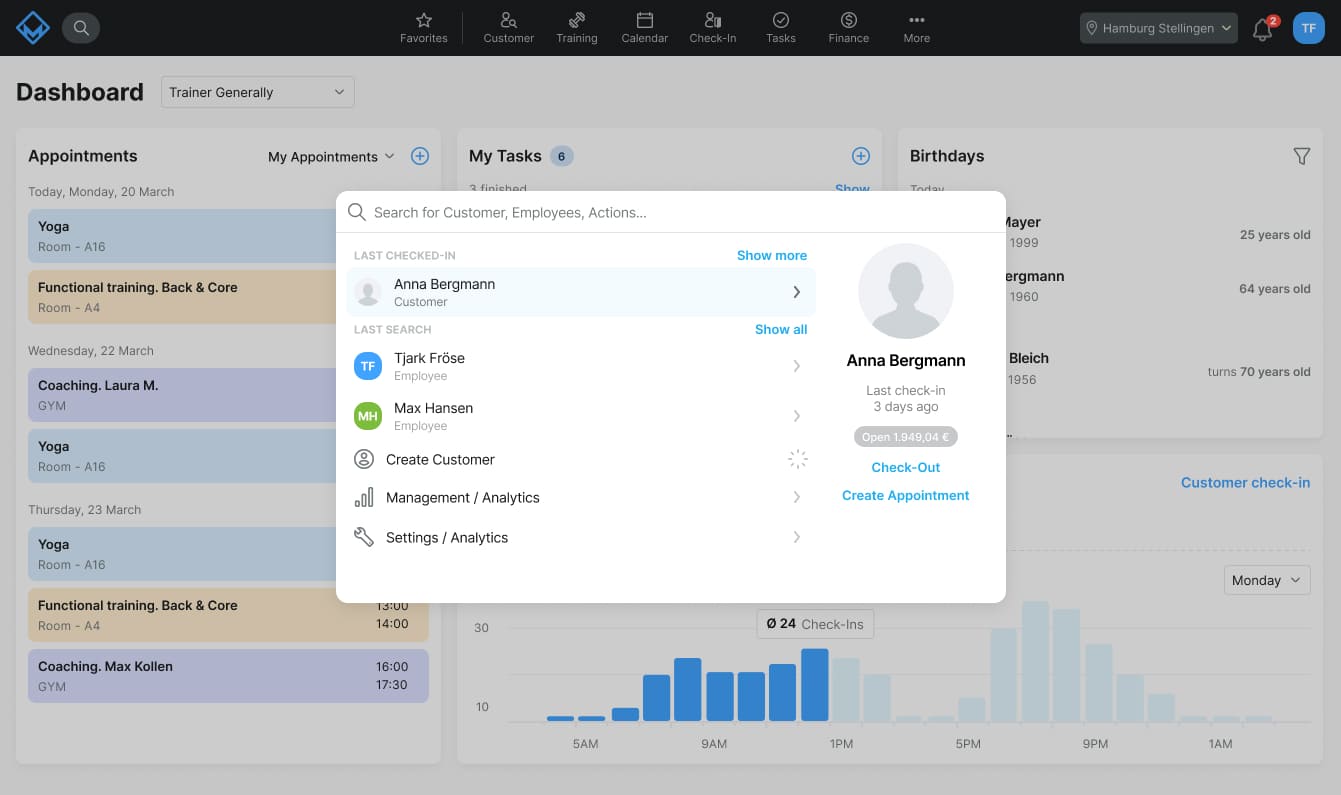 Favorites
Customer
Training
Calendar
Check-In
Tasks
Finance
More
Hamburg Stellingen
2
TF
Dashboard
Trainer Generally
Appointments
My Appointments
Today, Monday, 20 March
Yoga
Room - A16
Functional training. Back & Core
Room - A4
Wednesday, 22 March
Coaching. Laura M.
GYM
Yoga
Room - A16
Thursday, 23 March
Yoga
Room - A16
Functional training. Back & Core
13:00
Room - A4
14:00
Coaching. Max Kollen
16:00
GYM
17:30
My Tasks 6
3 finished
Show
Birthdays
Today
Mayer
1999
25 years old
ergmann
1960
64 years old
Bleich
1956
turns 70 years old
Search for Customer, Employees, Actions...
LAST CHECKED-IN
Show more
Anna Bergmann
Customer
LAST SEARCH
Show all
TF
Tjark Fröse
Employee
MH
Max Hansen
Employee
Create Customer
Management / Analytics
Settings / Analytics
Anna Bergmann
Last check-in
3 days ago
Open 1.949,04 €
Check-Out
Create Appointment
Customer check-in
Monday
Ø 24 Check-Ins
30
10
5AM
9AM
1PM
5PM
9PM
1AM